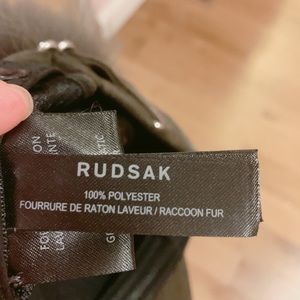 RUDSAK
100% POLYESTER
FOURRURE DE RATON LAVEUR / RACCOON FUR